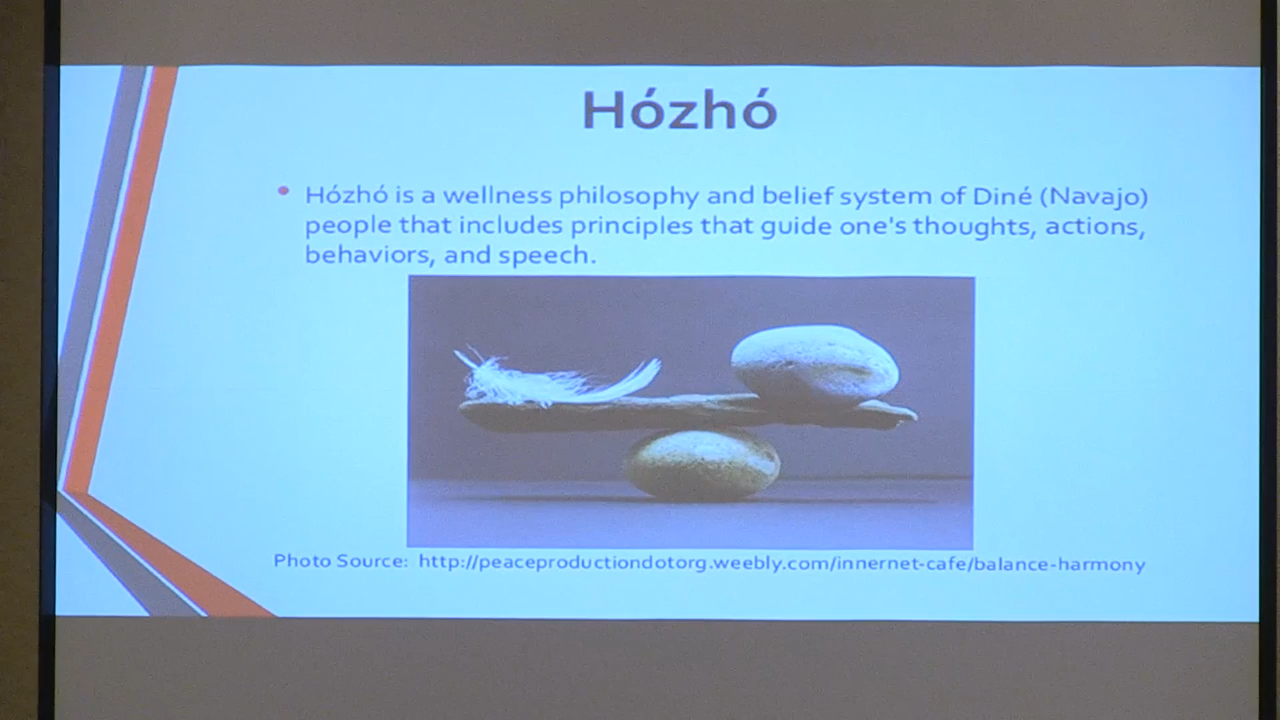 Hózhó
• Hózhó is a wellness philosophy and belief system of Diné (Navajo)
people that includes principles that guide one's thoughts, actions,
behaviors, and speech.
Photo Source: http://peaceproductiondotorg.weebly.com/innernet-cafe/balance-harmony